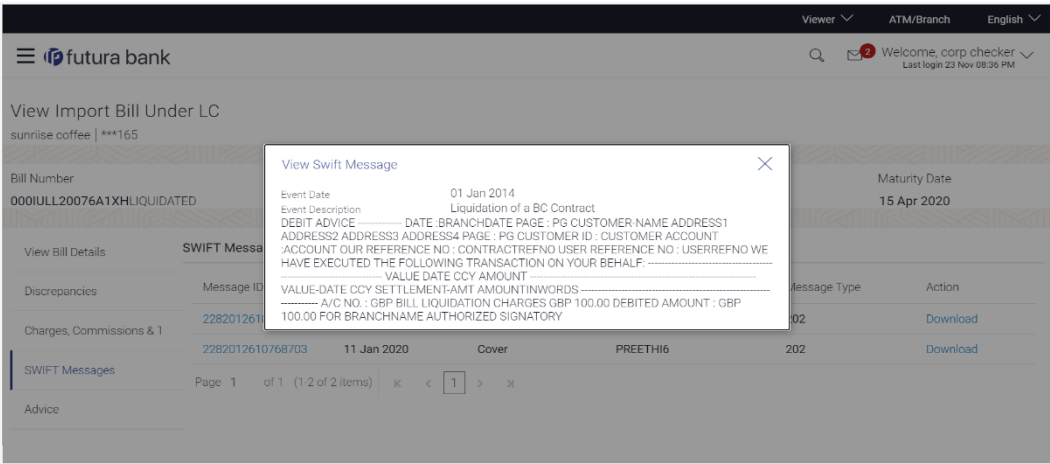 Viewer ATM/Branch English
futura bank 2 Welcome, corp checker
Last login 23 Nov 08:36 PM
View Import Bill Under LC
sunriise coffee | ***165
Bill Number Maturity Date
000IULL20076A1XHLIQUIDATED 15 Apr 2020
View Swift Message
Event Date 01 Jan 2014
Event Description Liquidation of a BC Contract
DEBIT ADVICE ------------- DATE :BRANCHDATE PAGE : PG CUSTOMER-NAME ADDRESS1
ADDRESS2 ADDRESS3 ADDRESS4 PAGE : PG CUSTOMER ID : CUSTOMER ACCOUNT
:ACCOUNT OUR REFERENCE NO : CONTRACTREFNO USER REFERENCE NO : USERREFNO WE
HAVE EXECUTED THE FOLLOWING TRANSACTION ON YOUR BEHALF: -----------------------------------
---------------------------- VALUE DATE CCY AMOUNT ---------------------------------------------------------------
VALUE-DATE CCY SETTLEMENT-AMT AMOUNTINWORDS ----------------------------------------------------
---------- A/C NO. : GBP BILL LIQUIDATION CHARGES GBP 100.00 DEBITED AMOUNT : GBP
100.00 FOR BRANCHNAME AUTHORIZED SIGNATORY
View Bill Details
Discrepancies
Charges, Commissions & T
SWIFT Messages
Advice
SWIFT Messa
Message ID Message Type Action
Download
2282012610768703 11 Jan 2020 Cover PREETHI6 202 Download
Page 1 of 1 (1-2 of 2 items) 1